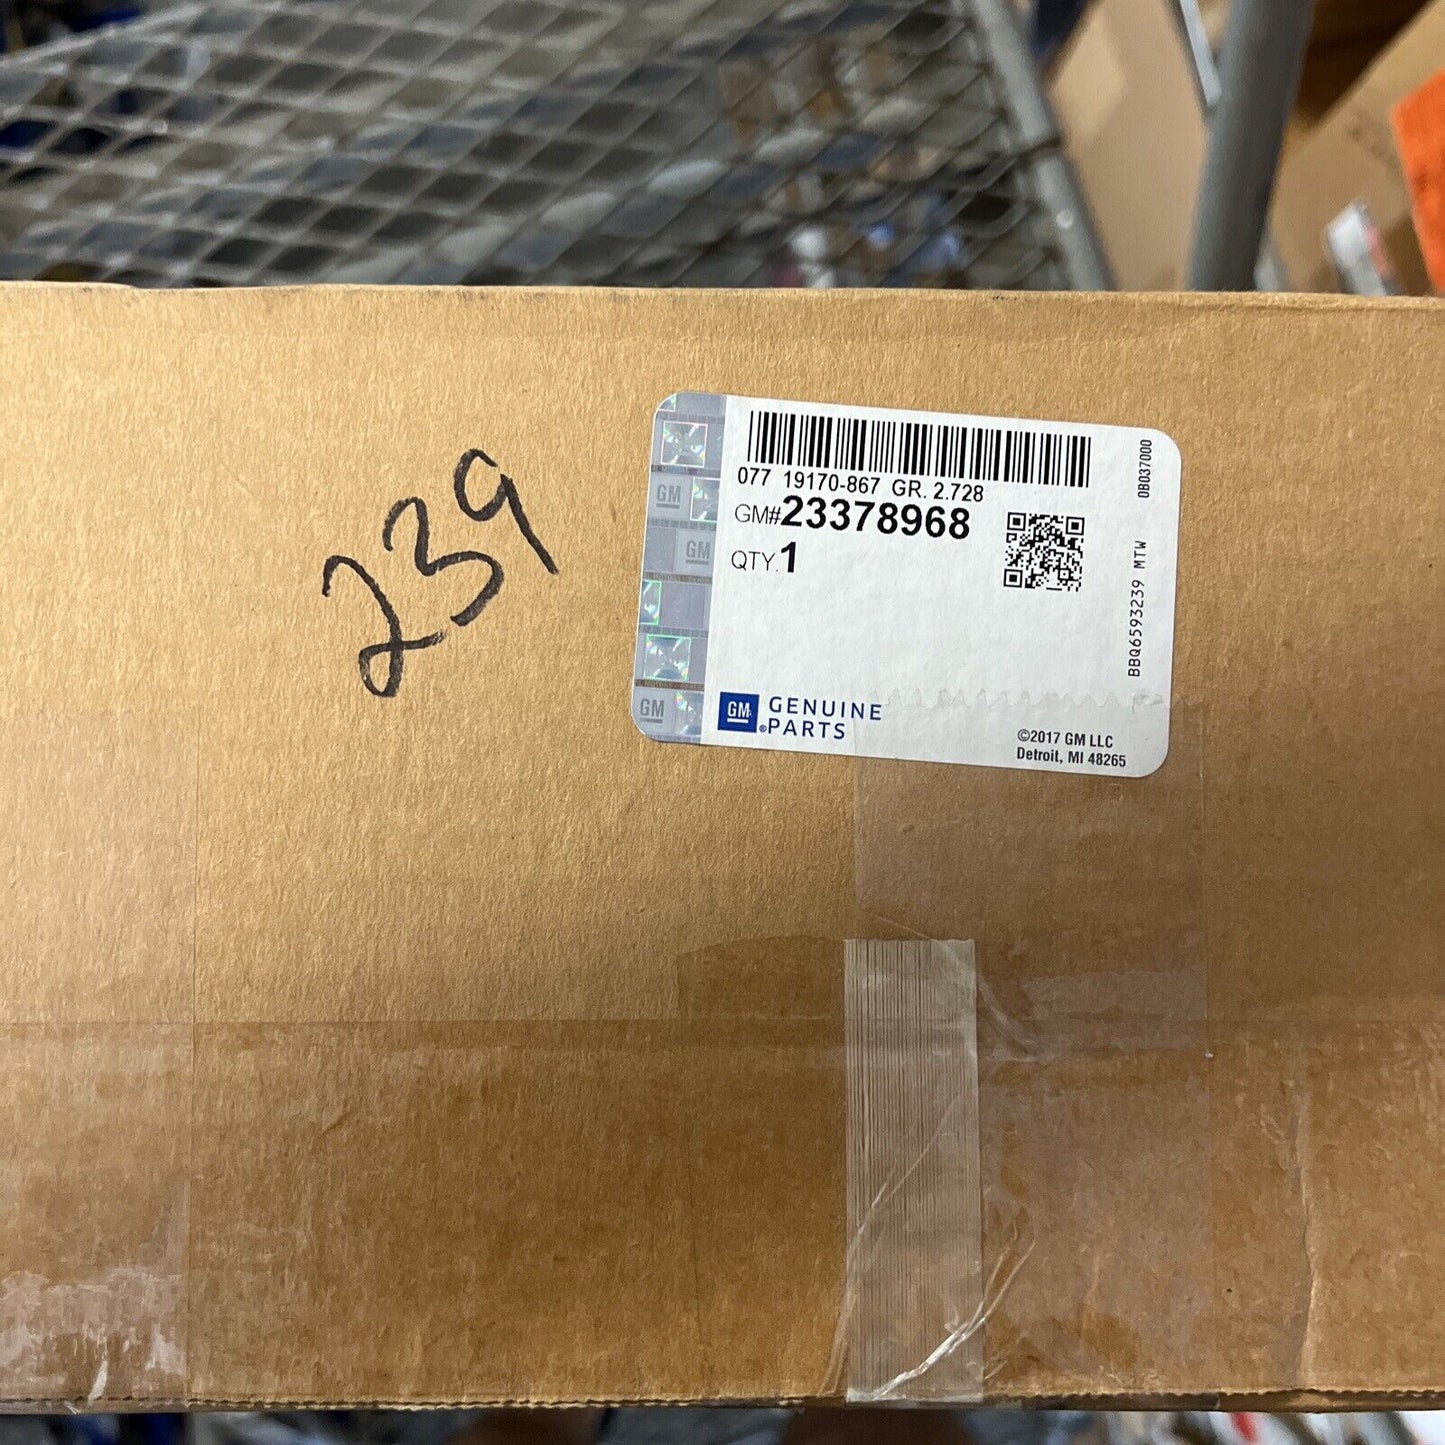 239
077 19170-867 GR. 2.728
GM#23378968
QTY.1
0B037000
BBQ6593239 MTW
GM
GM
GM
GM GENUINE
®PARTS
©2017 GM LLC
Detroit, MI 48265